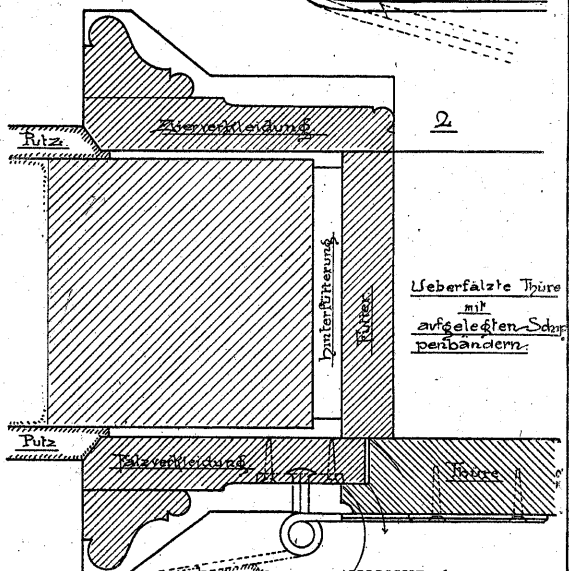 Zierverkleidung.
2
Putz.
Hinterfütterung
Futter.
Ueberfälzte Thüre
mit
aufgelegten Schip-
penbändern.
Putz
Falzverkleidung
Thüre